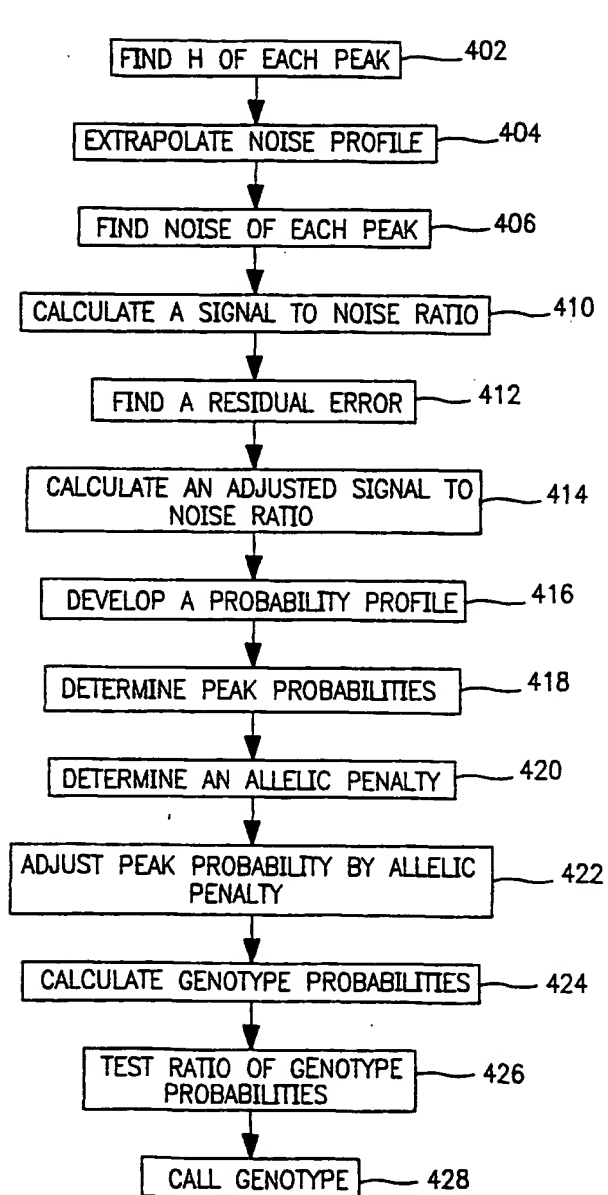 FIND H OF EACH PEAK 402
EXTRAPOLATE NOISE PROFILE 404
FIND NOISE OF EACH PEAK 406
CALCULATE A SIGNAL TO NOISE RATIO 410
FIND A RESIDUAL ERROR 412
CALCULATE AN ADJUSTED SIGNAL TO
NOISE RATIO 414
DEVELOP A PROBABILITY PROFILE 416
DETERMINE PEAK PROBABILITIES 418
DETERMINE AN ALLELIC PENALTY 420
ADJUST PEAK PROBABILITY BY ALLELIC
PENALTY 422
CALCULATE GENOTYPE PROBABILITIES 424
TEST RATIO OF GENOTYPE
PROBABILITIES 426
CALL GENOTYPE 428